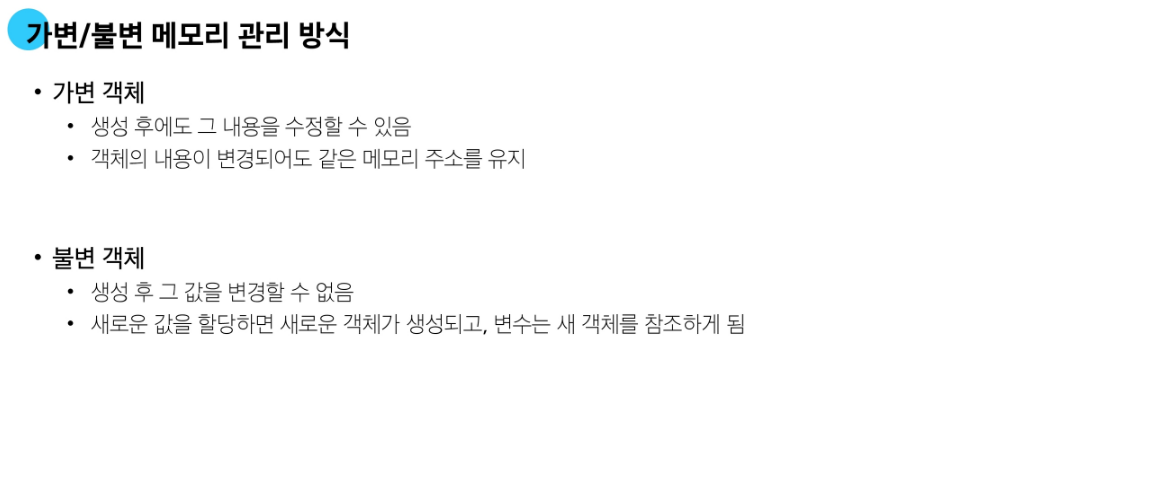 가변/불변 메모리 관리 방식
• 가변 객체
• 생성 후에도 그 내용을 수정할 수 있음
• 객체의 내용이 변경되어도 같은 메모리 주소를 유지
• 불변 객체
• 생성 후 그 값을 변경할 수 없음
• 새로운 값을 할당하면 새로운 객체가 생성되고, 변수는 새 객체를 참조하게 됨